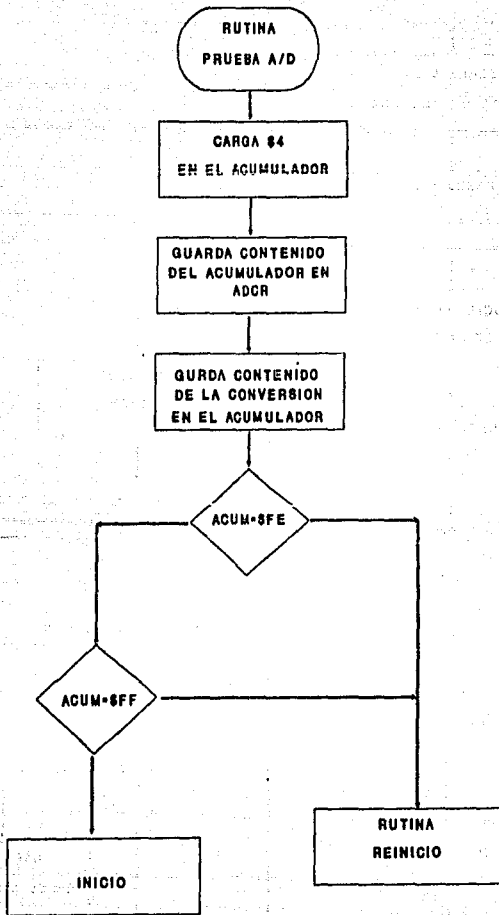 RUTINA
PRUEBA A/D
CARGA $4
EN EL ACUMULADOR
GUARDA CONTENIDO
DEL ACUMULADOR EN
ADCR
GURDA CONTENIDO
DE LA CONVERSION
EN EL ACUMULADOR
ACUM=$FE
ACUM=$FF
RUTINA
REINICIO
INICIO